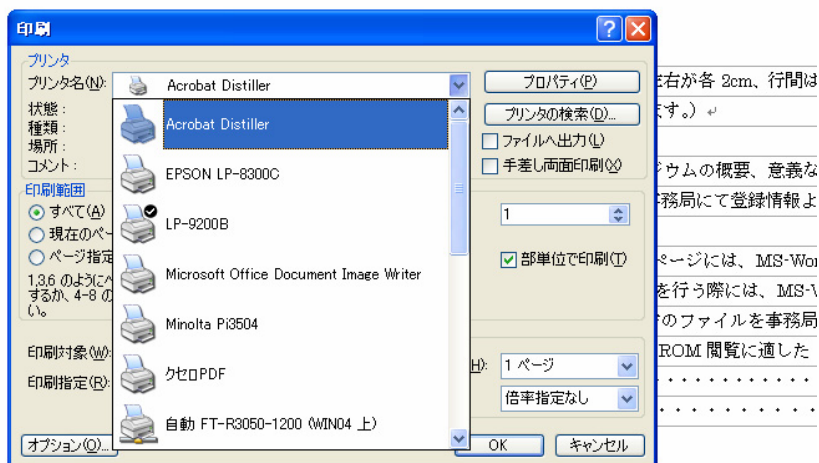 印刷
プリンタ
プリンタ名(N): Acrobat Distiller
プロパティ(P)
状態：
種類：
場所：
コメント：
Acrobat Distiller
EPSON LP-8300C
LP-9200B
Microsoft Office Document Image Writer
Minolta Pi3504
クセロPDF
自動 FT-R3050-1200 (WIN04 上)
プリンタの検索(D)...
ファイルへ出力(L)
手差し両面印刷(X)
印刷範囲
すべて(A)
現在のペー
ページ指定
1,3,6 のように
するか、4-8 の
い。
1
部単位で印刷(T)
印刷対象(W):
印刷指定(R):
H): 1 ページ
倍率指定なし
オプション(O)...
OK
キャンセル
左右が各 2cm、行間は
ます。）↵
ジウムの概要、意義な
務局にて登録情報よ
ページには、MS-Wor
を行う際には、MS-W
のファイルを事務局
ROM 閲覧に適した
・・・・・・・・・・・・
・・・・・・・・・・・・